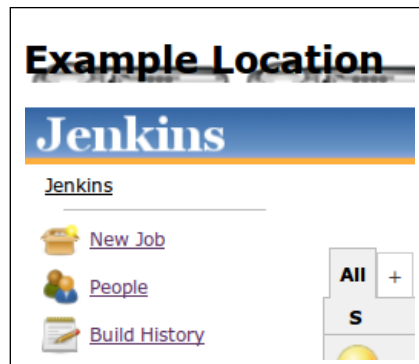 Example Location
Jenkins
Jenkins
New Job
People
Build History
All +
S